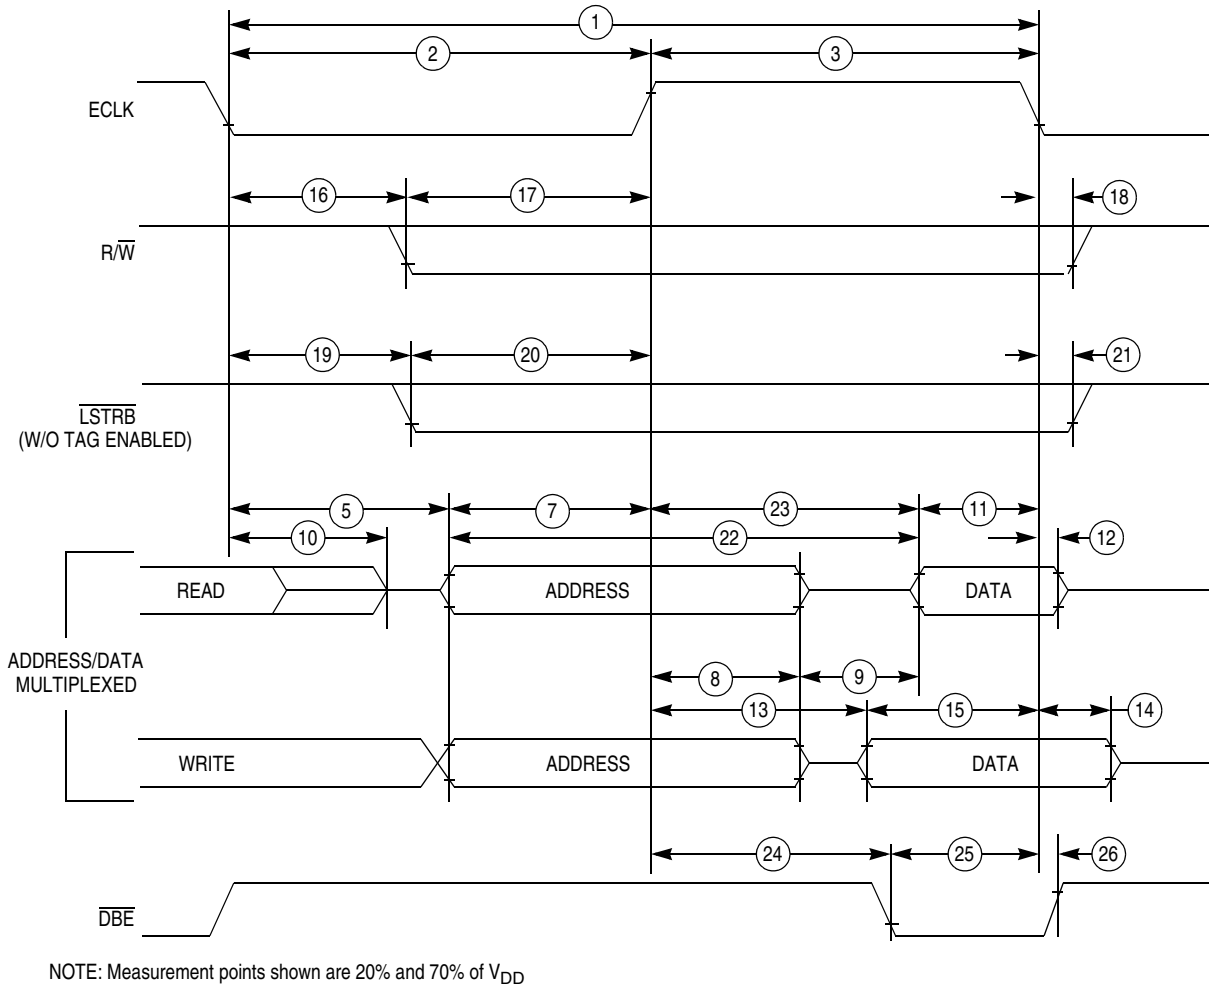 1
2
3
ECLK
16
17
18
R/W
19
20
21
LSTRB
(W/O TAG ENABLED)
5
7
23
11
10
22
12
READ
ADDRESS
DATA
ADDRESS/DATA
MULTIPLEXED
8
9
13
15
14
WRITE
ADDRESS
DATA
24
25
26
DBE
NOTE: Measurement points shown are 20% and 70% of VDD